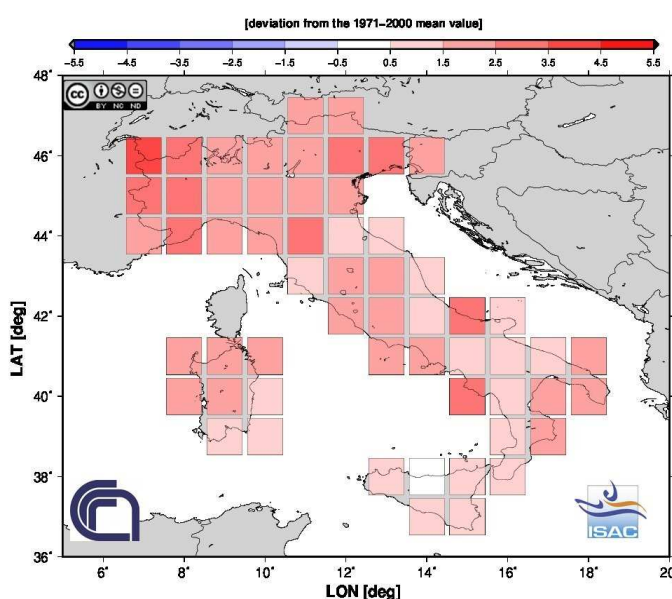 [deviation from the 1971–2000 mean value]
−5.5 −4.5 −3.5 −2.5 −1.5 −0.5 0.5 1.5 2.5 3.5 4.5 5.5
48°
46°
44°
42°
40°
38°
36°
LAT [deg]
cc BY NC ND
ISAC
6° 8° 10° 12° 14° 16° 18° 20
LON [deg]